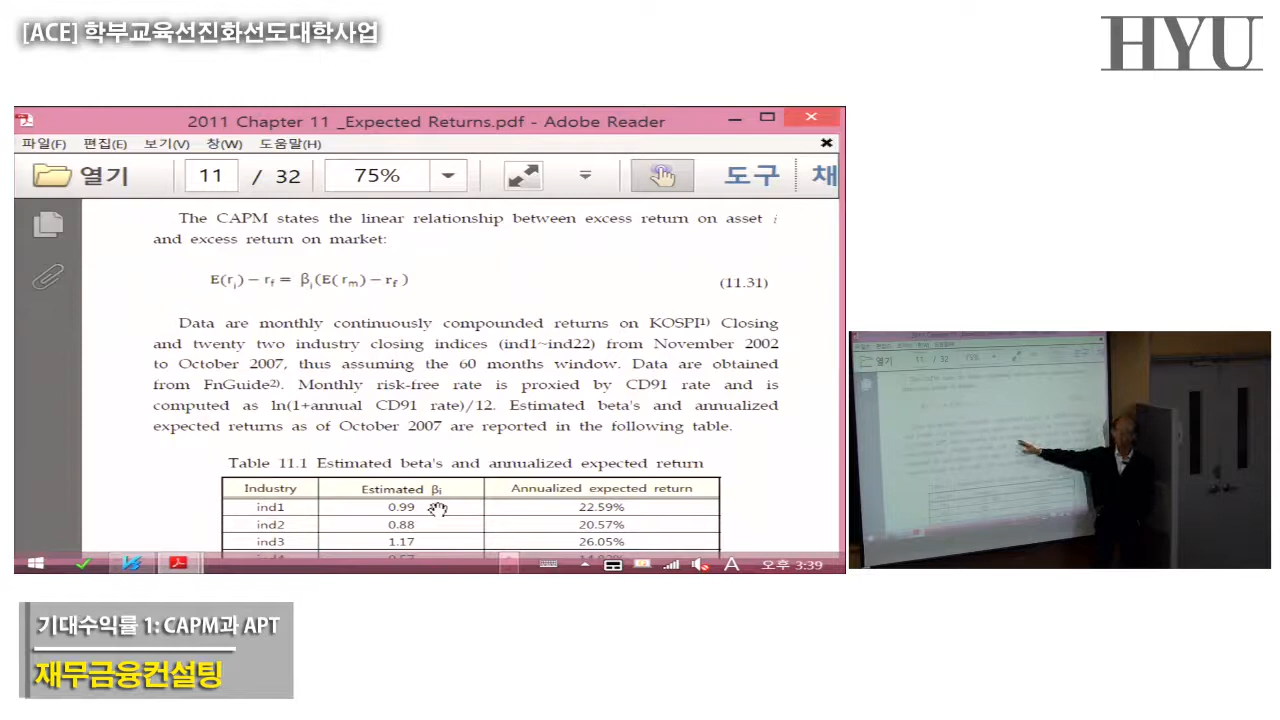 [ACE] 학부교육선진화선도대학사업
HYU
2011 Chapter 11 _Expected Returns.pdf - Adobe Reader
파일(F) 편집(E) 보기(V) 창(W) 도움말(H)
열기 11 / 32 75% 도구 채
The CAPM states the linear relationship between excess return on asset i
and excess return on market:
E(ri) − rf = βi(E(rm) − rf) (11.31)
Data are monthly continuously compounded returns on KOSPI1) Closing
and twenty two industry closing indices (ind1~ind22) from November 2002
to October 2007, thus assuming the 60 months window. Data are obtained
from FnGuide2). Monthly risk-free rate is proxied by CD91 rate and is
computed as ln(1+annual CD91 rate)/12. Estimated beta's and annualized
expected returns as of October 2007 are reported in the following table.
Table 11.1 Estimated beta's and annualized expected return
Industry Estimated βi Annualized expected return
ind1 0.99 22.59%
ind2 0.88 20.57%
ind3 1.17 26.05%
A 오후 3:39
열기 11 / 32 75%
기대수익률 1: CAPM과 APT
재무금융컨설팅